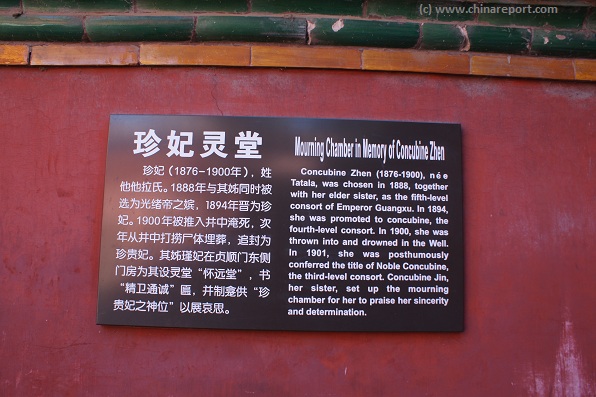 (c) www.chinareport.com
珍妃灵堂
珍妃（1876－1900年），姓
他他拉氏。1888年与其姊同时被
选为光绪帝之嫔，1894年晋为珍
妃。1900年被推入井中淹死，次
年从井中打捞尸体埋葬，追封为
珍贵妃。其姊瑾妃在贞顺门东侧
门房为其设灵堂“怀远堂”，书
“精卫通诚”匾，并制龛供“珍
贵妃之神位”以展哀思。
Mourning Chamber in Memory of Concubine Zhen
Concubine Zhen (1876-1900), née
Tatala, was chosen in 1888, together
with her elder sister, as the fifth-level
consort of Emperor Guangxu. In 1894,
she was promoted to concubine, the
fourth-level consort. In 1900, she was
thrown into and drowned in the Well.
In 1901, she was posthumously
conferred the title of Noble Concubine,
the third-level consort. Concubine Jin,
her sister, set up the mourning
chamber for her to praise her sincerity
and determination.